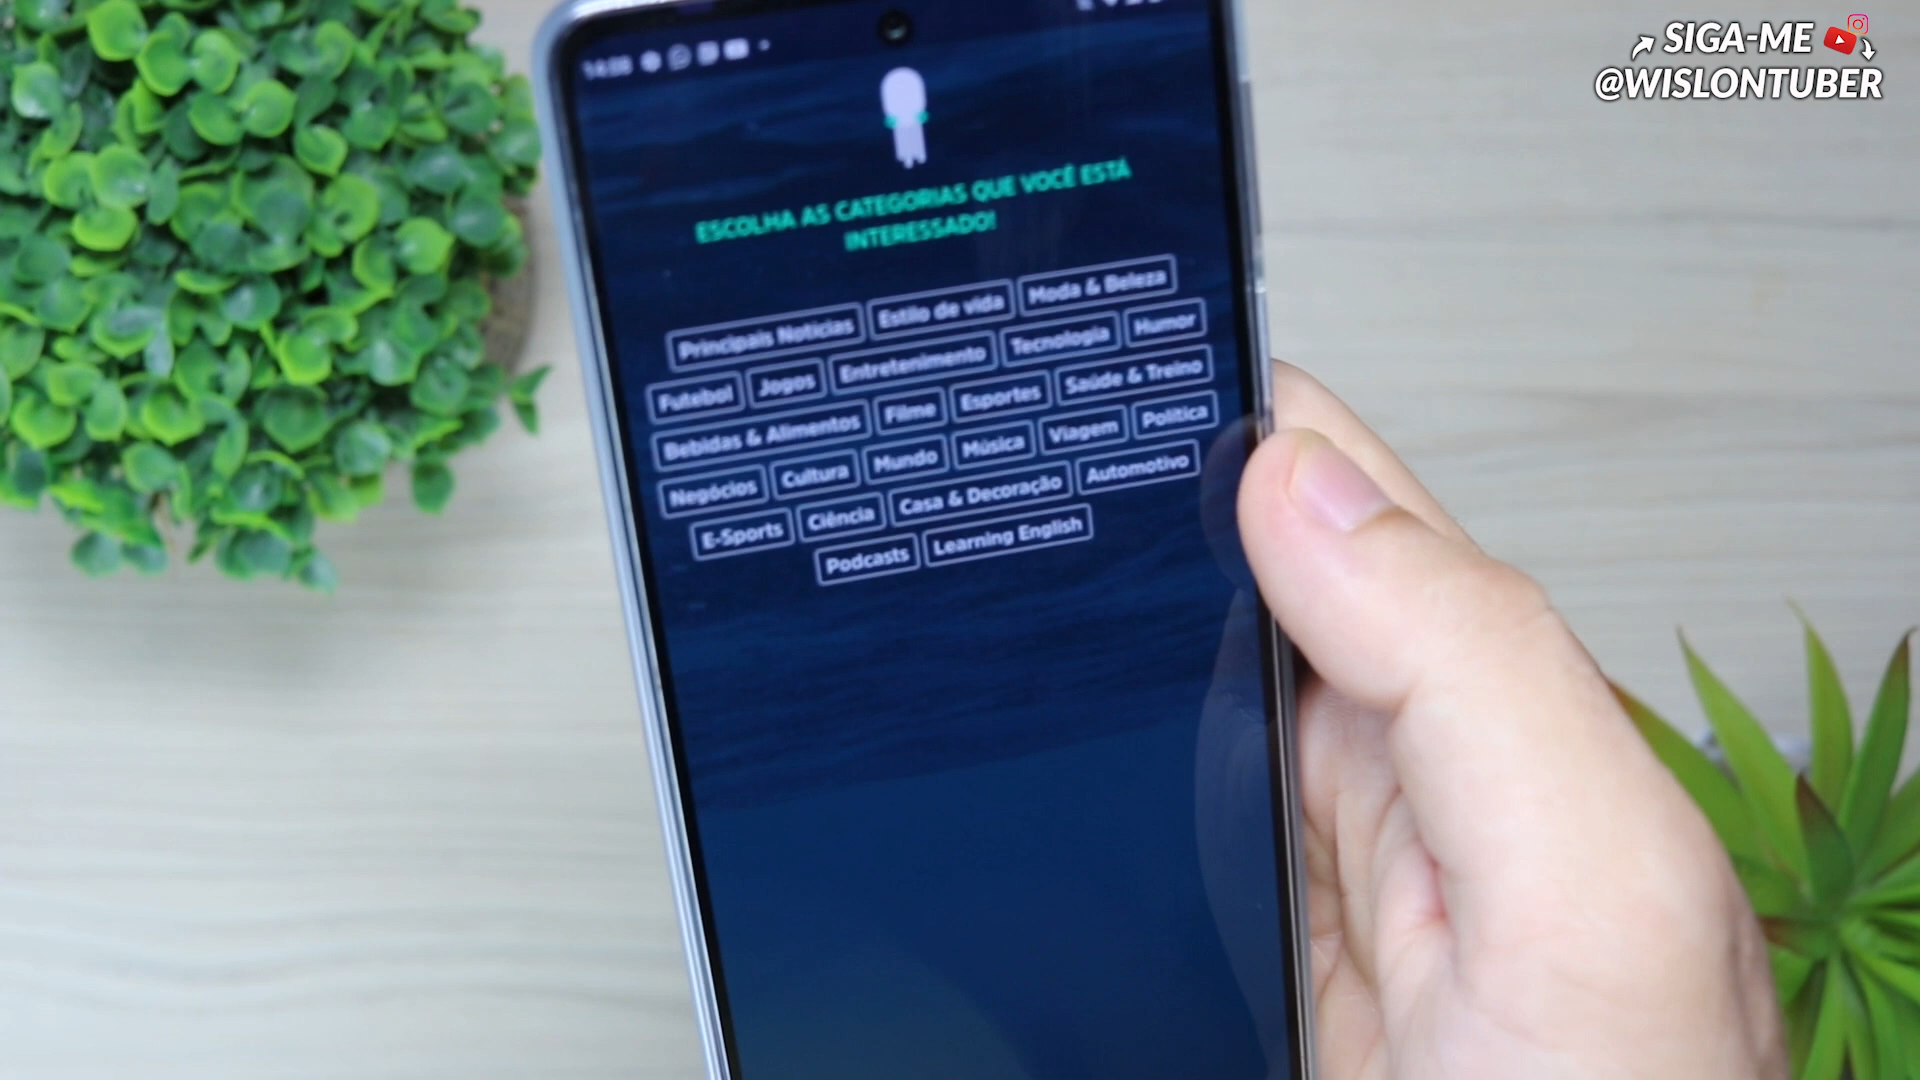 SIGA-ME
@WISLONTUBER
14:08
ESCOLHA AS CATEGORIAS QUE VOCÊ ESTÁ
INTERESSADO!
Principais Notícias Estilo de vida Moda & Beleza
Futebol Jogos Entretenimento Tecnologia Humor
Bebidas & Alimentos Filme Esportes Saúde & Treino
Negócios Cultura Mundo Música Viagem Política
E-Sports Ciência Casa & Decoração Automotivo
Podcasts Learning English